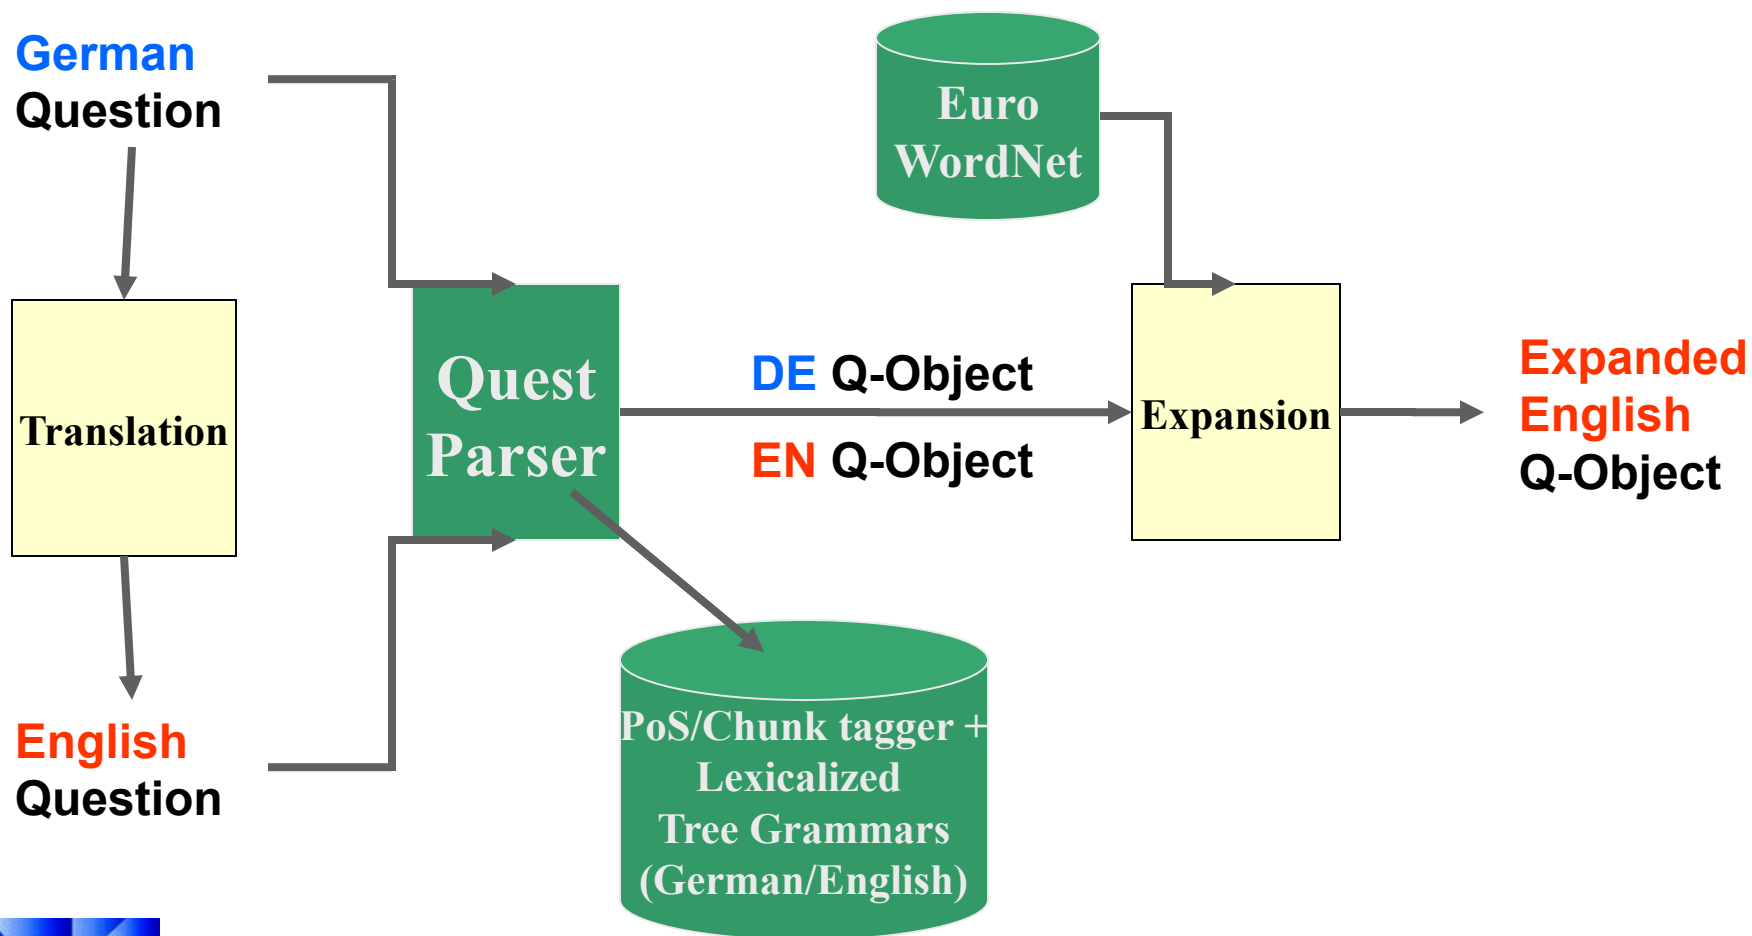 German
Question
Euro
WordNet
Translation
Quest
Parser
DE Q-Object
EN Q-Object
Expansion
Expanded
English
Q-Object
English
Question
PoS/Chunk tagger +
Lexicalized
Tree Grammars
(German/English)